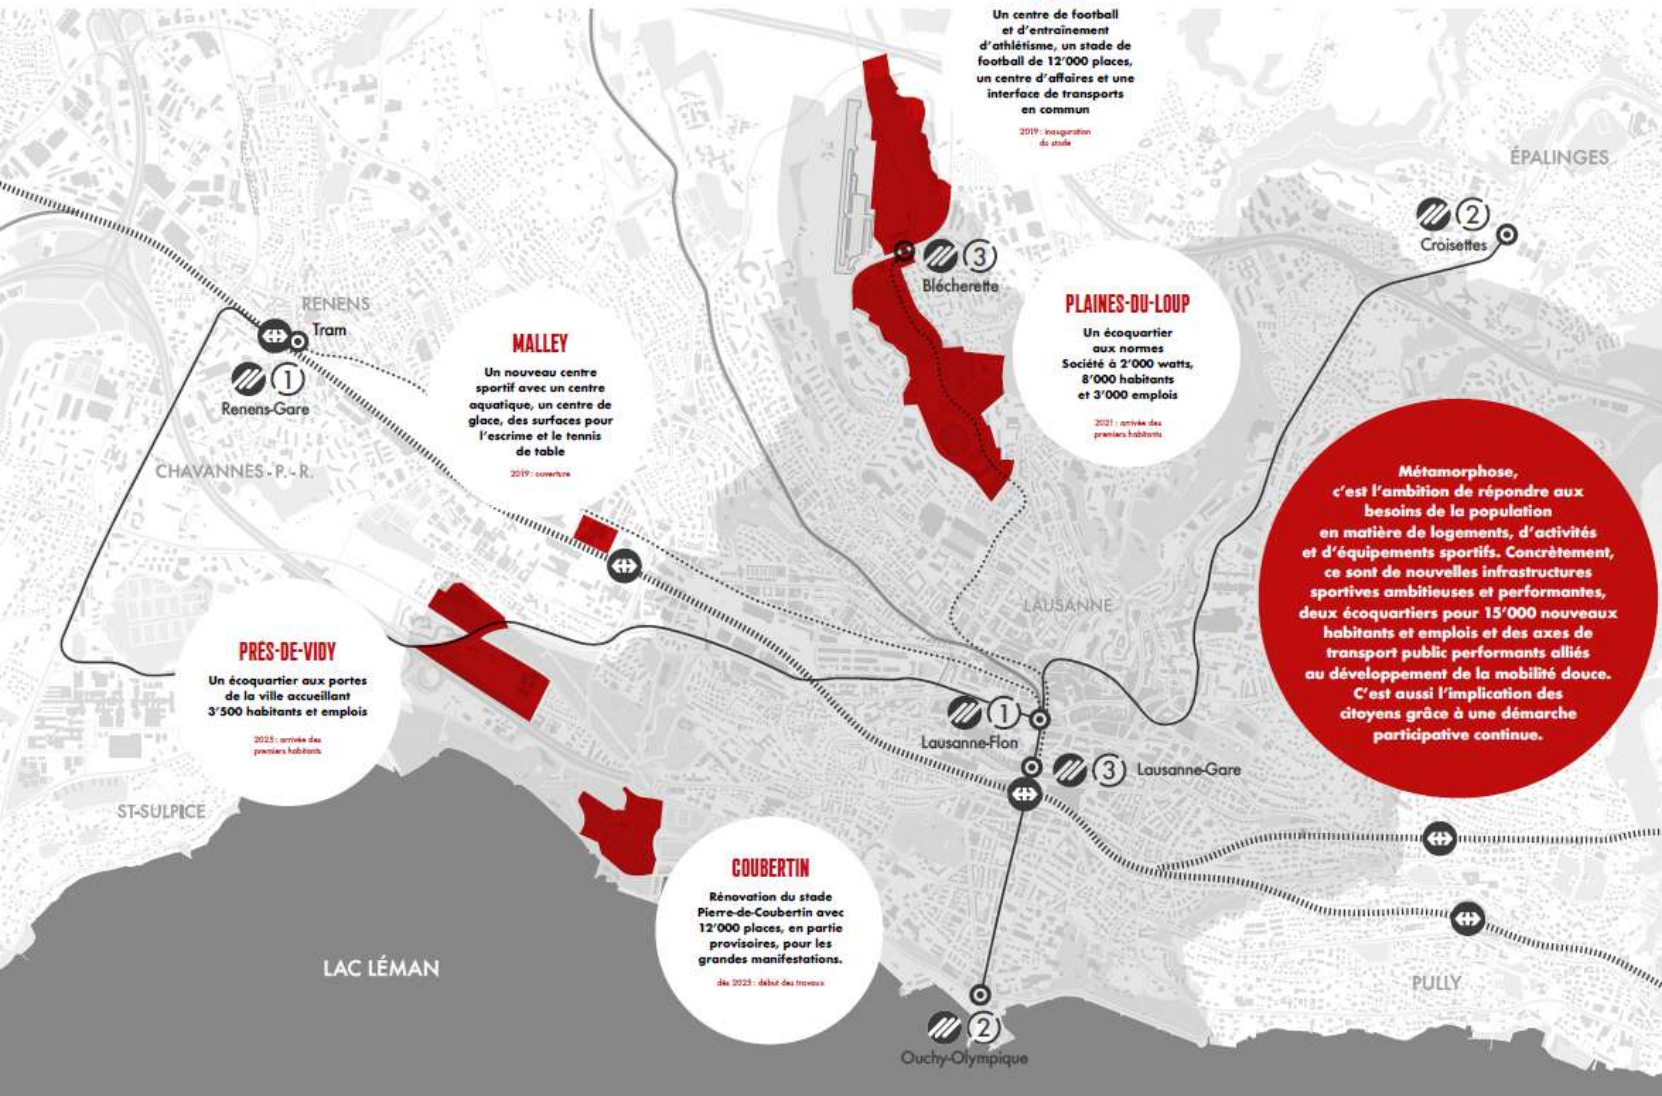 Un centre de football
et d'entraînement
d'athlétisme, un stade de
football de 12'000 places,
un centre d'affaires et une
interface de transports
en commun
2019 : inauguration
du stade
ÉPALINGES
2
Croisettes
3
Blécherette
PLAINES-DU-LOUP
Un écoquartier
aux normes
Société à 2'000 watts,
8'000 habitants
et 3'000 emplois
2021 : arrivée des
premiers habitants
RENENS
Tram
1
Renens-Gare
MALLEY
Un nouveau centre
sportif avec un centre
aquatique, un centre de
glace, des surfaces pour
l'escrime et le tennis
de table
2019 : ouverture
CHAVANNES - P. - R.
Métamorphose,
c'est l'ambition de répondre aux
besoins de la population
en matière de logements, d'activités
et d'équipements sportifs. Concrètement,
ce sont de nouvelles infrastructures
sportives ambitieuses et performantes,
deux écoquartiers pour 15'000 nouveaux
habitants et emplois et des axes de
transport public performants alliés
au développement de la mobilité douce.
C'est aussi l'implication des
citoyens grâce à une démarche
participative continue.
LAUSANNE
PRÉS-DE-VIDY
Un écoquartier aux portes
de la ville accueillant
3'500 habitants et emplois
2025 : arrivée des
premiers habitants
1
Lausanne-Flon
3 Lausanne-Gare
ST-SULPICE
COUBERTIN
Rénovation du stade
Pierre-de-Coubertin avec
12'000 places, en partie
provisoires, pour les
grandes manifestations.
dès 2025 : début des travaux
LAC LÉMAN
PULLY
2
Ouchy-Olympique